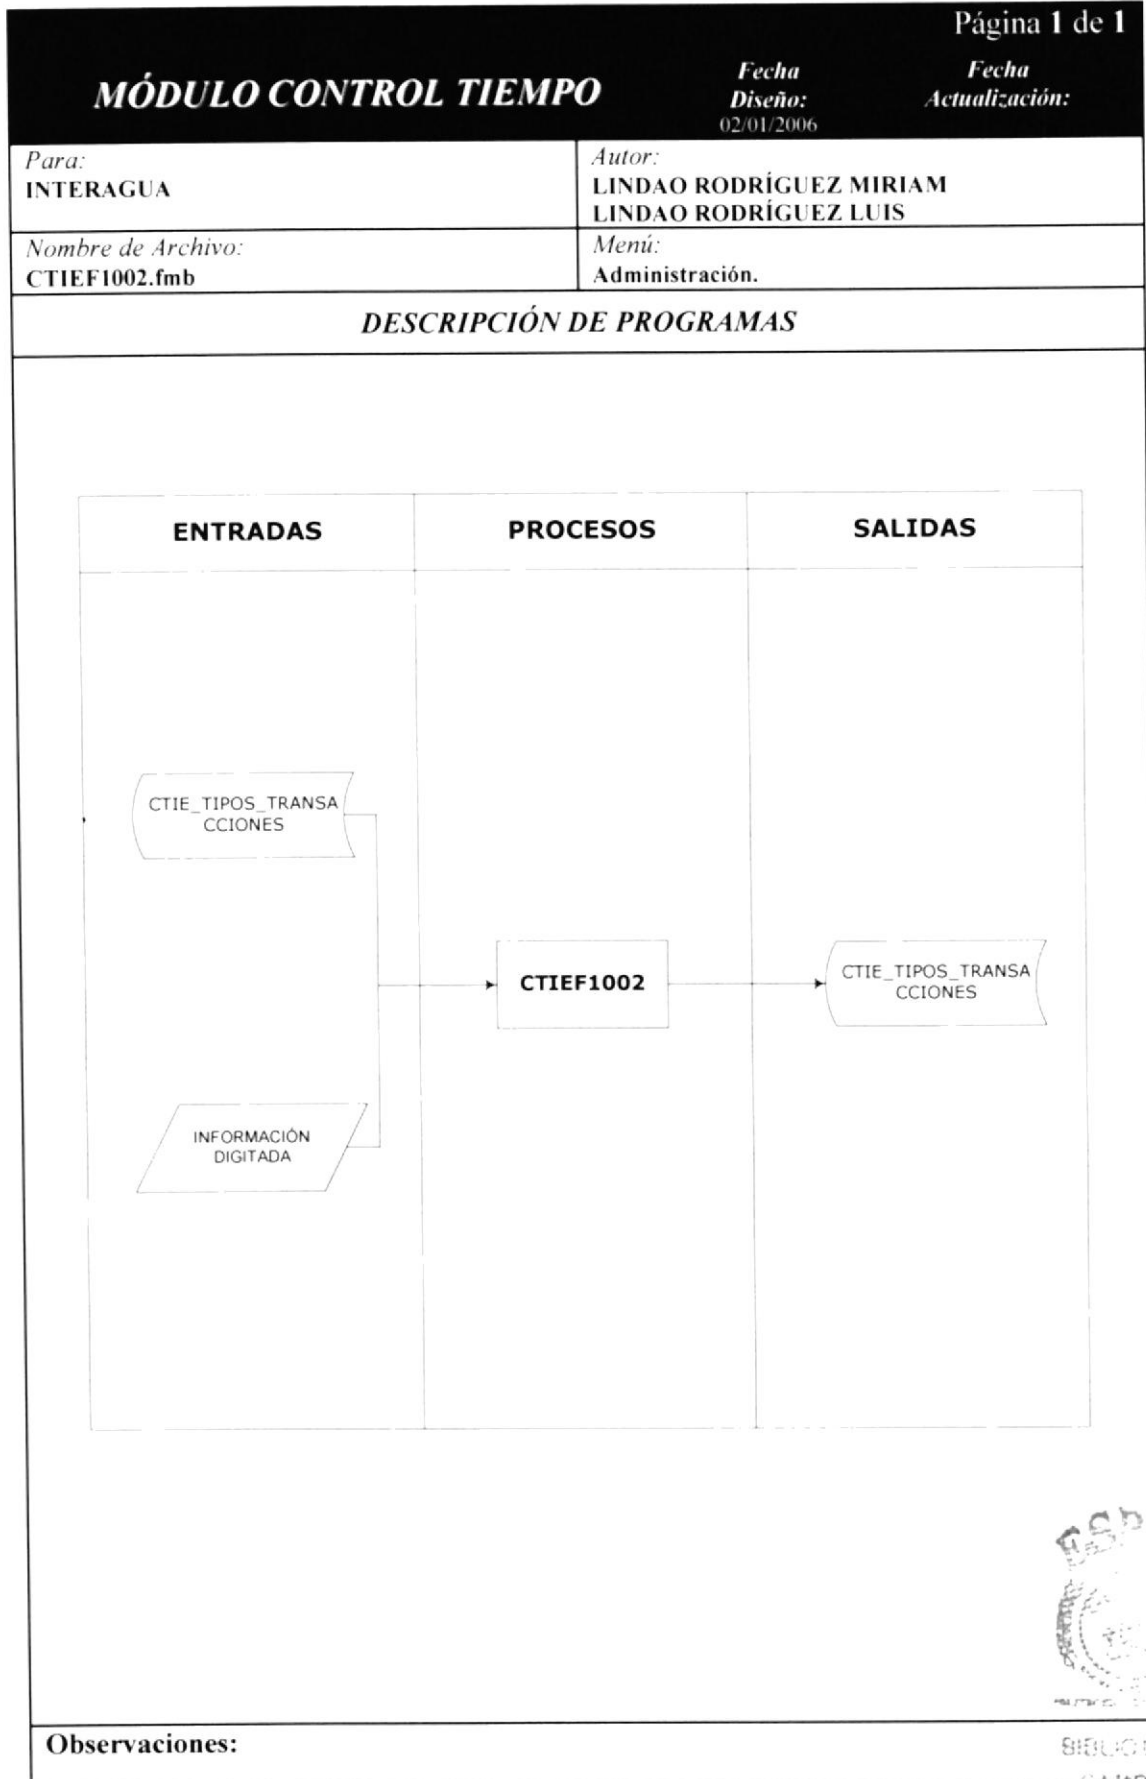 Página 1 de 1
MÓDULO CONTROL TIEMPO
Fecha
Diseño:
02/01/2006
Fecha
Actualización:
Para:
INTERAGUA
Autor:
LINDAO RODRÍGUEZ MIRIAM
LINDAO RODRÍGUEZ LUIS
Nombre de Archivo:
CTIEF1002.fmb
Menú:
Administración.
DESCRIPCIÓN DE PROGRAMAS
ENTRADAS
PROCESOS
SALIDAS
CTIE_TIPOS_TRANSA
CCIONES
CTIEF1002
CTIE_TIPOS_TRANSA
CCIONES
INFORMACIÓN
DIGITADA
Observaciones: